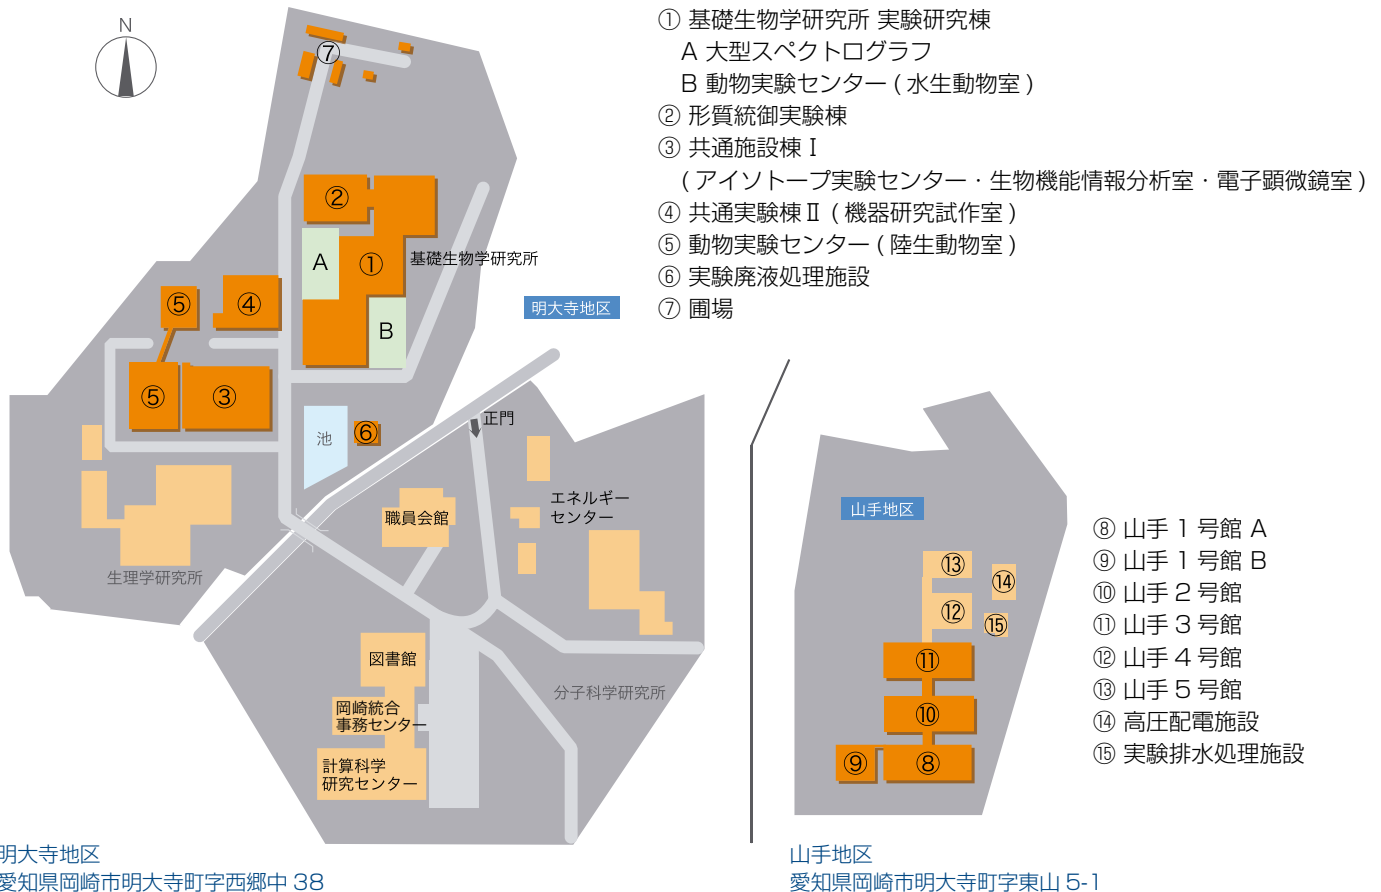 N
① 基礎生物学研究所 実験研究棟
A 大型スペクトログラフ
B 動物実験センター ( 水生動物室 )
② 形質統御実験棟
③ 共通施設棟 I
( アイソトープ実験センター・生物機能情報分析室・電子顕微鏡室 )
④ 共通実験棟 II ( 機器研究試作室 )
⑤ 動物実験センター ( 陸生動物室 )
⑥ 実験廃液処理施設
⑦ 圃場
⑦
②
A
①
基礎生物学研究所
⑤
④
B
明大寺地区
⑤
③
池
⑥
正門
職員会館
エネルギー
センター
生理学研究所
図書館
分子科学研究所
岡崎統合
事務センター
計算科学
研究センター
山手地区
⑬
⑭
⑫
⑮
⑪
⑩
⑨
⑧
⑧ 山手 1 号館 A
⑨ 山手 1 号館 B
⑩ 山手 2 号館
⑪ 山手 3 号館
⑫ 山手 4 号館
⑬ 山手 5 号館
⑭ 高圧配電施設
⑮ 実験排水処理施設
明大寺地区
愛知県岡崎市明大寺町字西郷中 38
山手地区
愛知県岡崎市明大寺町字東山 5-1